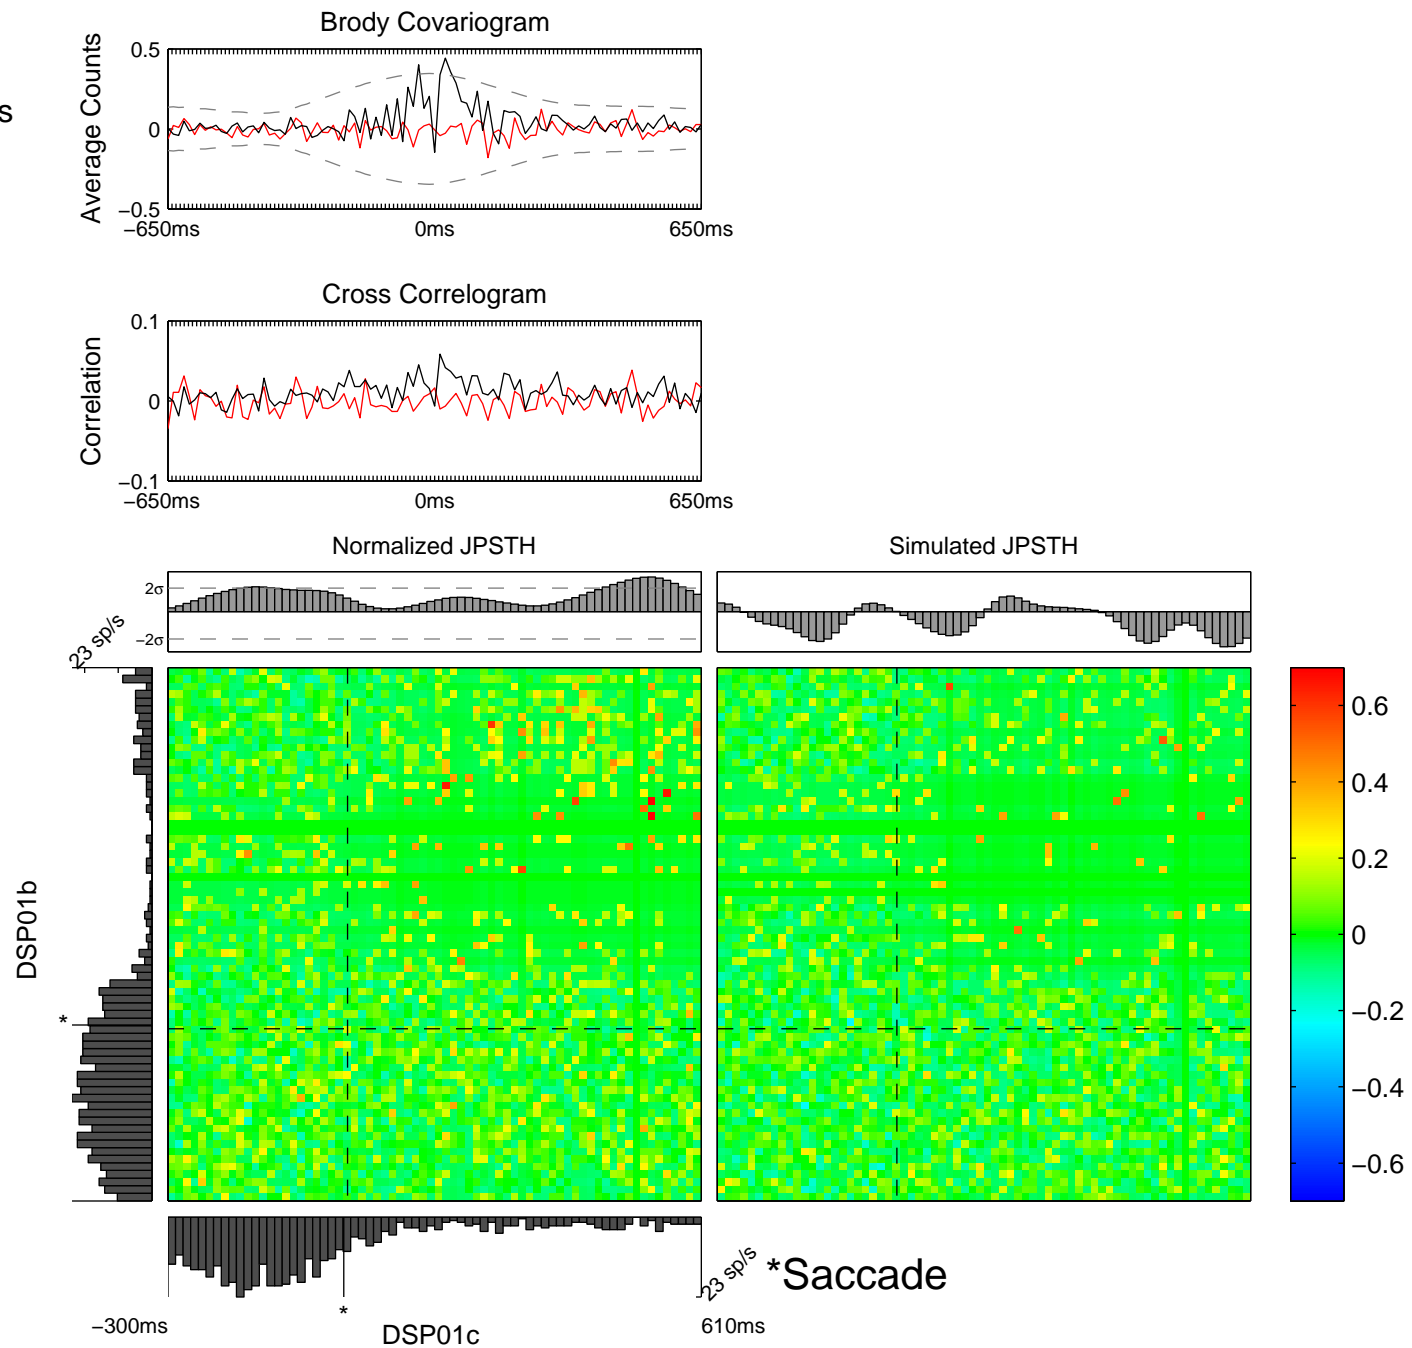 Brody Covariogram
s
Average Counts
0.5
0
−0.5
−650ms
0ms
650ms
Cross Correlogram
Correlation
0.1
0
−0.1
−650ms
0ms
650ms
Normalized JPSTH
Simulated JPSTH
2σ
−2σ
23 sp/s
DSP01b
*
0.6
0.4
0.2
0
−0.2
−0.4
−0.6
23 sp/s
*Saccade
*
−300ms
DSP01c
610ms